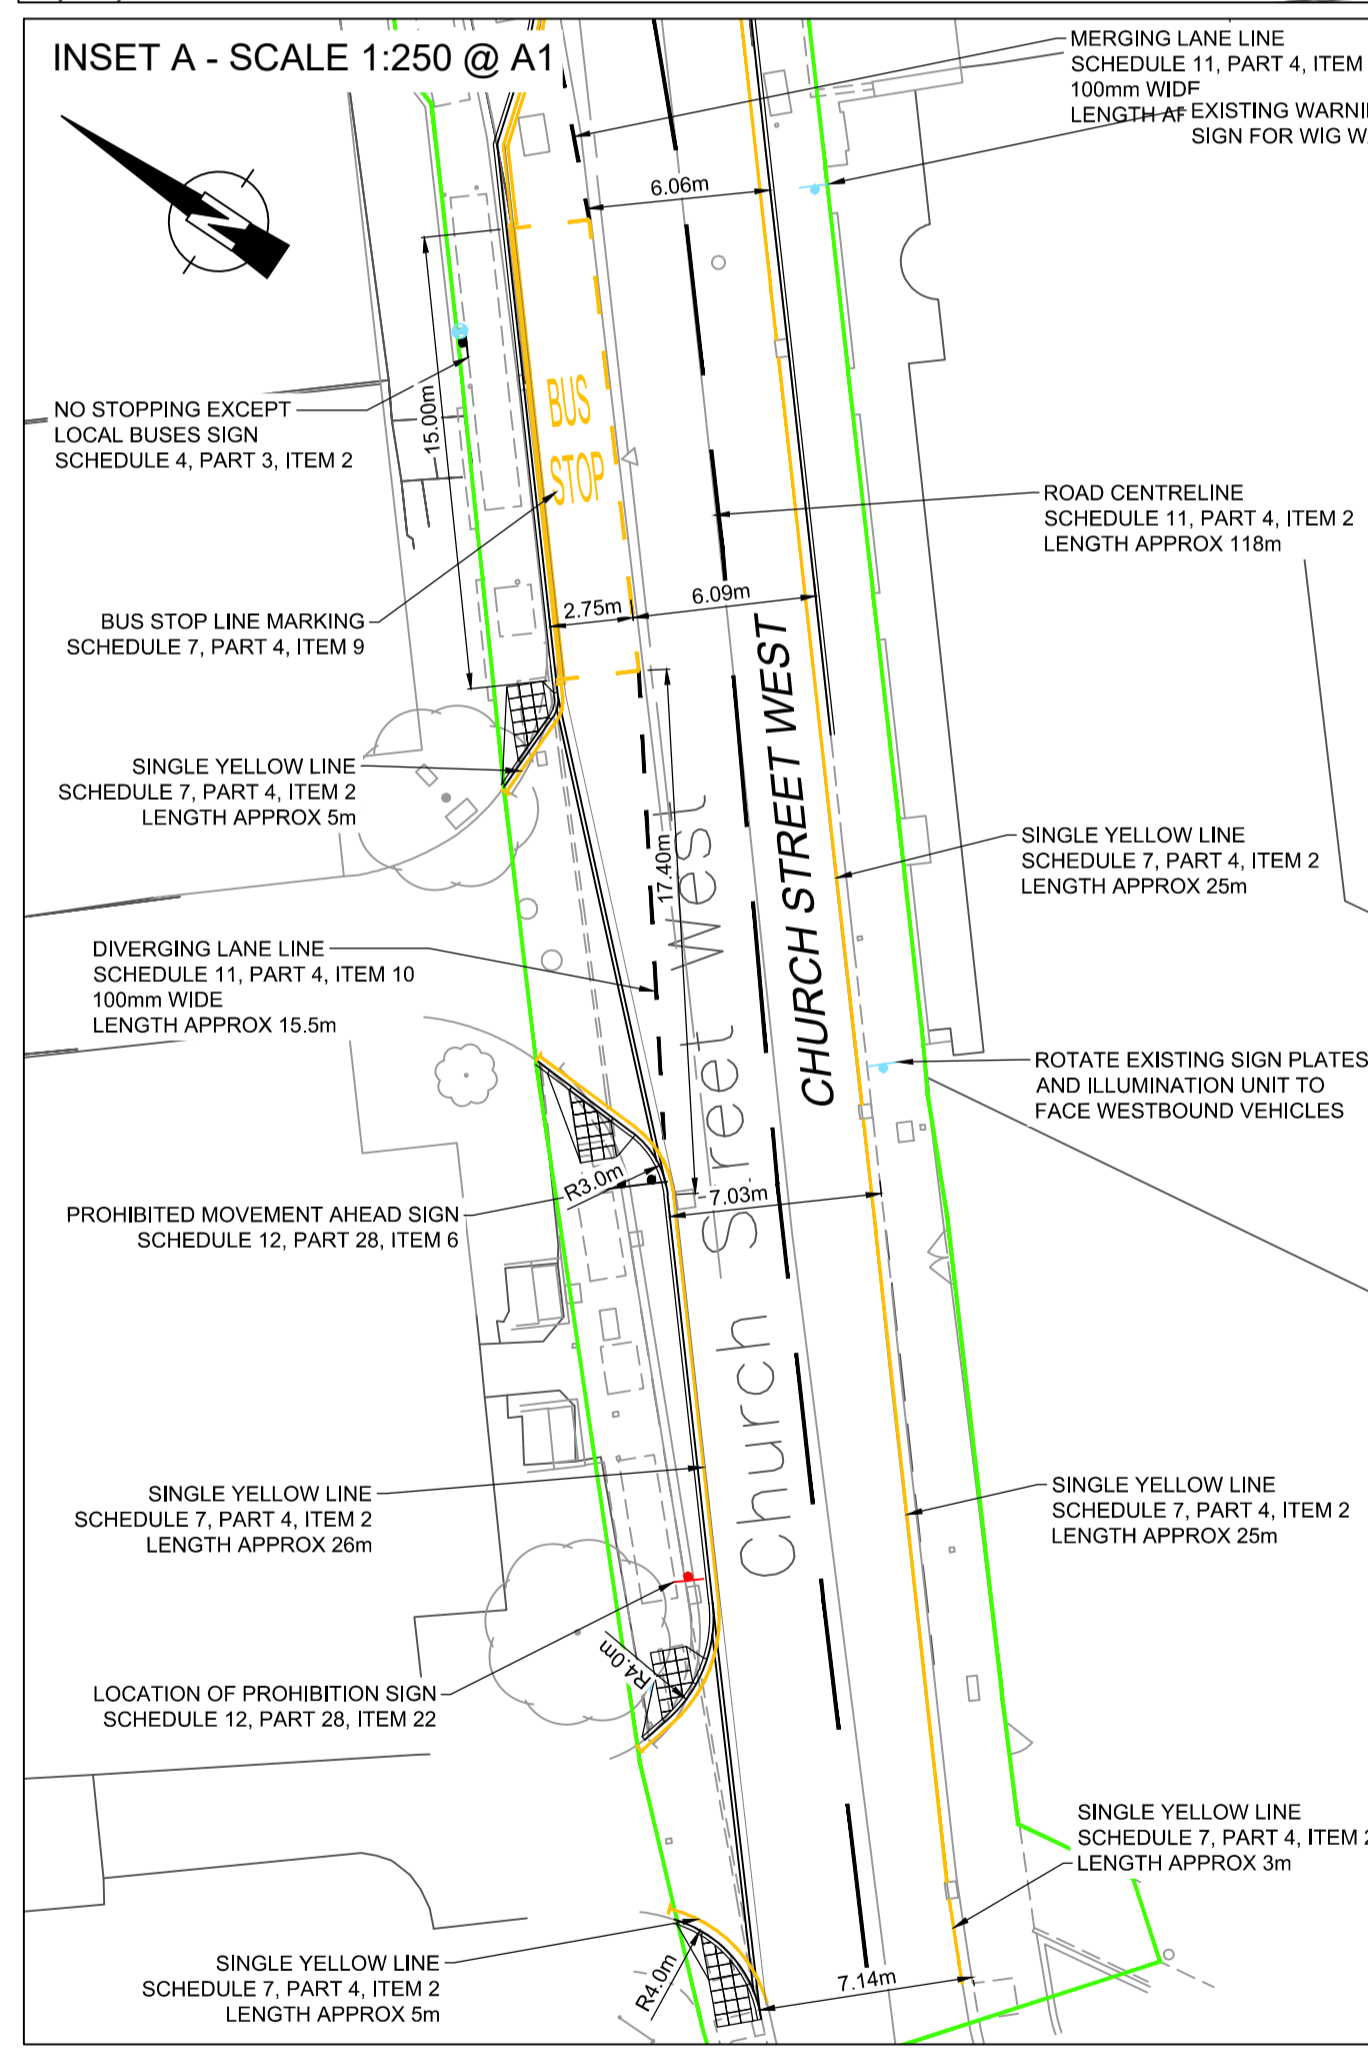 INSET A - SCALE 1:250 @ A1
MERGING LANE LINE
SCHEDULE 11, PART 4, ITEM
100mm WIDE
LENGTH
EXISTING
SIGN FOR WIG
N
6.06m
15.00m
NO STOPPING EXCEPT
LOCAL BUSES SIGN
SCHEDULE 4, PART 3, ITEM 2
BUS
STOP
ROAD CENTRELINE
SCHEDULE 11, PART 4, ITEM 2
LENGTH APPROX 118m
BUS STOP LINE MARKING
SCHEDULE 7, PART 4, ITEM 9
2.75m
6.09m
CHURCH STREET WEST
SINGLE YELLOW LINE
SCHEDULE 7, PART 4, ITEM 2
LENGTH APPROX 5m
17.40m
Church Street West
SINGLE YELLOW LINE
SCHEDULE 7, PART 4, ITEM 2
LENGTH APPROX 25m
DIVERGING LANE LINE
SCHEDULE 11, PART 4, ITEM 10
100mm WIDE
LENGTH APPROX 15.5m
ROTATE EXISTING SIGN PLATES
AND ILLUMINATION UNIT TO
FACE WESTBOUND VEHICLES
R3.0m
7.03m
PROHIBITED MOVEMENT AHEAD SIGN
SCHEDULE 12, PART 28, ITEM 6
SINGLE YELLOW LINE
SCHEDULE 7, PART 4, ITEM 2
LENGTH APPROX 26m
SINGLE YELLOW LINE
SCHEDULE 7, PART 4, ITEM 2
LENGTH APPROX 25m
R4.0m
LOCATION OF PROHIBITION SIGN
SCHEDULE 12, PART 28, ITEM 22
SINGLE YELLOW LINE
SCHEDULE 7, PART 4, ITEM 2
LENGTH APPROX 3m
SINGLE YELLOW LINE
SCHEDULE 7, PART 4, ITEM 2
LENGTH APPROX 5m
R4.0m
7.14m